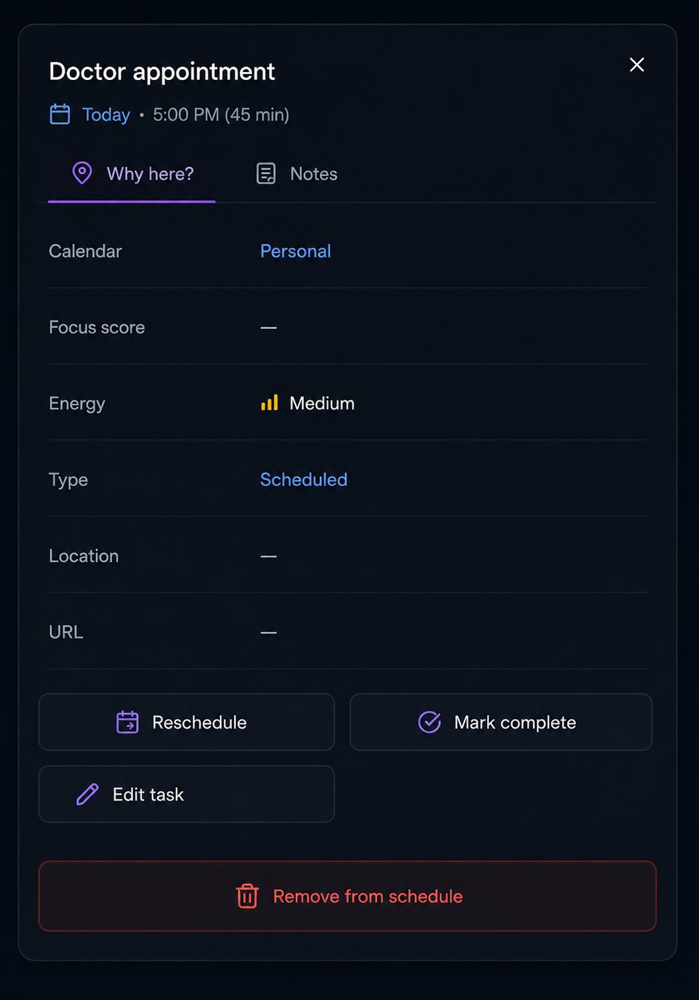 Doctor appointment
Today • 5:00 PM (45 min)
Why here? Notes
Calendar Personal
Focus score —
Energy Medium
Type Scheduled
Location —
URL —
Reschedule Mark complete
Edit task
Remove from schedule